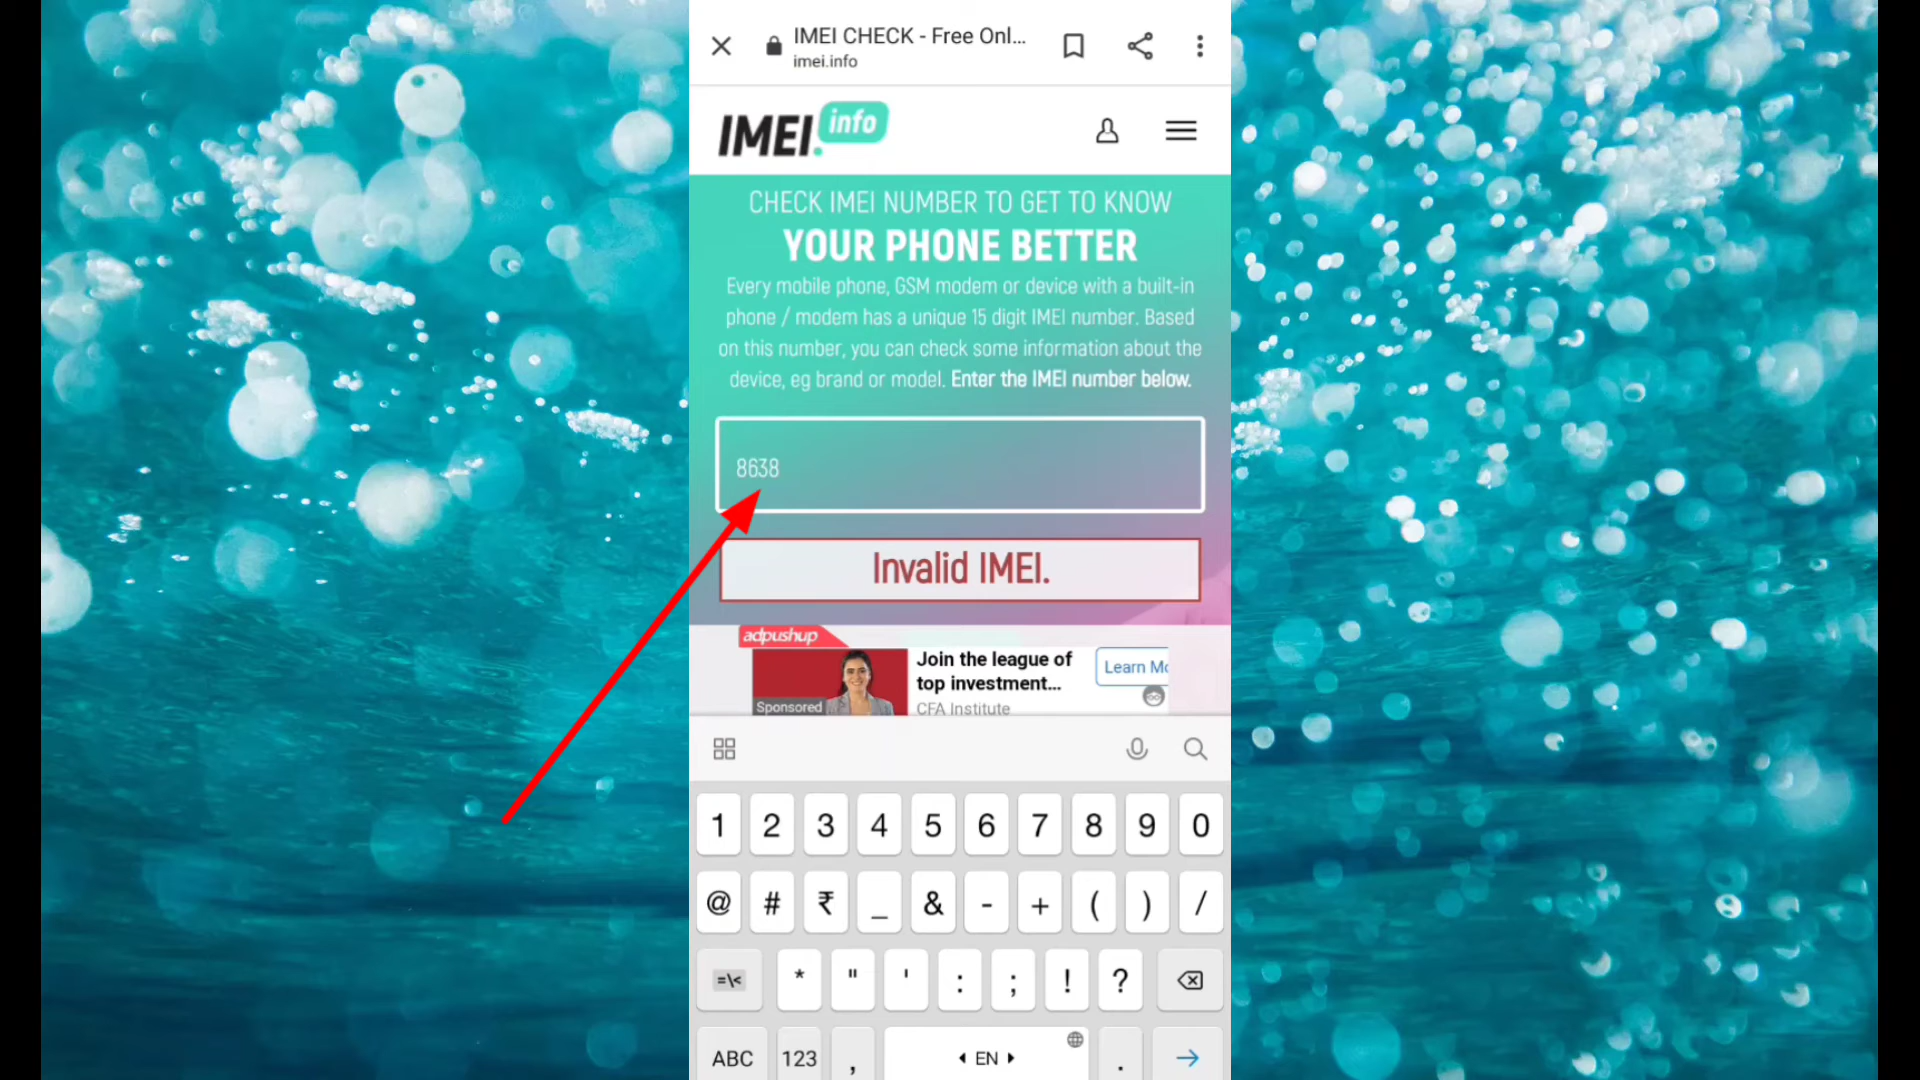 IMEI CHECK - Free Onl...
imei.info
IMEI.info
CHECK IMEI NUMBER TO GET TO KNOW
YOUR PHONE BETTER
Every mobile phone, GSM modem or device with a built-in
phone / modem has a unique 15 digit IMEI number. Based
on this number, you can check some information about the
device, eg brand or model. Enter the IMEI number below.
8638
Invalid IMEI.
adpushup
Join the league of
top investment...
Learn Mo
Sponsored
CFA Institute
1 2 3 4 5 6 7 8 9 0
@ # ₹ _ & - + ( ) /
=\< * " ' : ; ! ?
ABC 123 , EN .